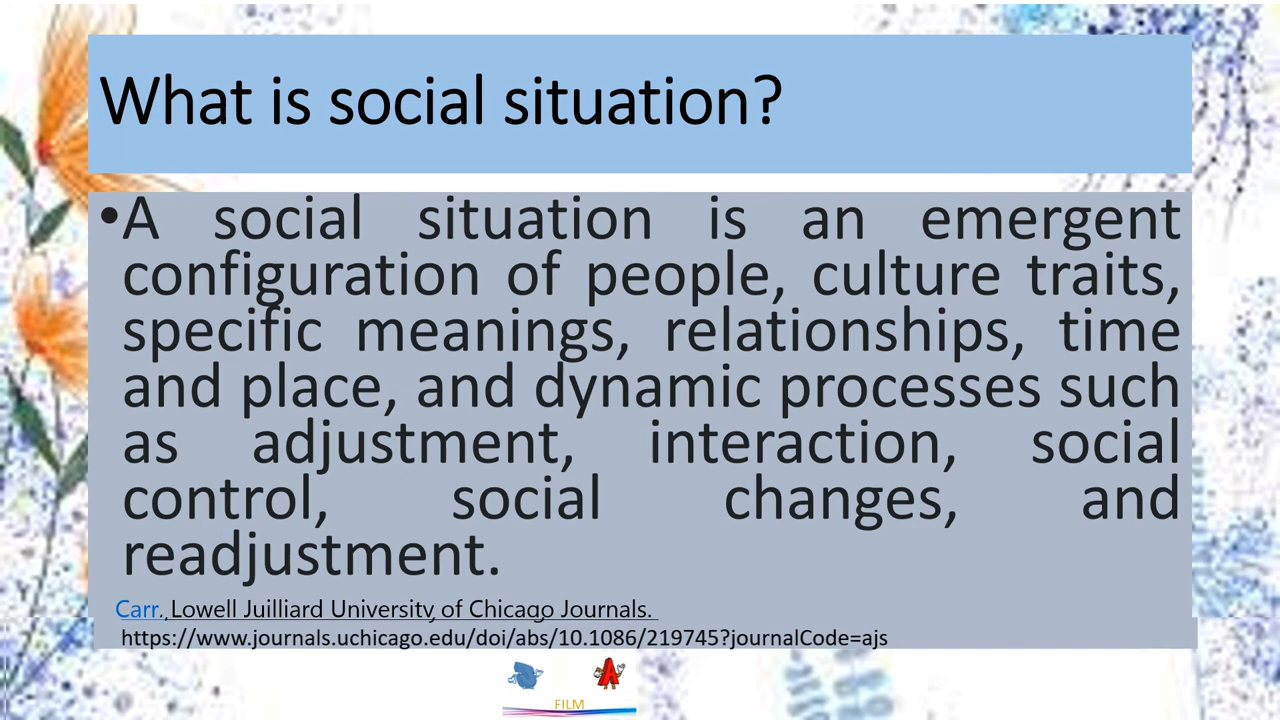 What is social situation?
•A social situation is an emergent
configuration of people, culture traits,
specific meanings, relationships, time
and place, and dynamic processes such
as adjustment, interaction, social
control, social changes, and
readjustment.
Carr., Lowell Juilliard University of Chicago Journals.
https://www.journals.uchicago.edu/doi/abs/10.1086/219745?journalCode=ajs
A
FILM